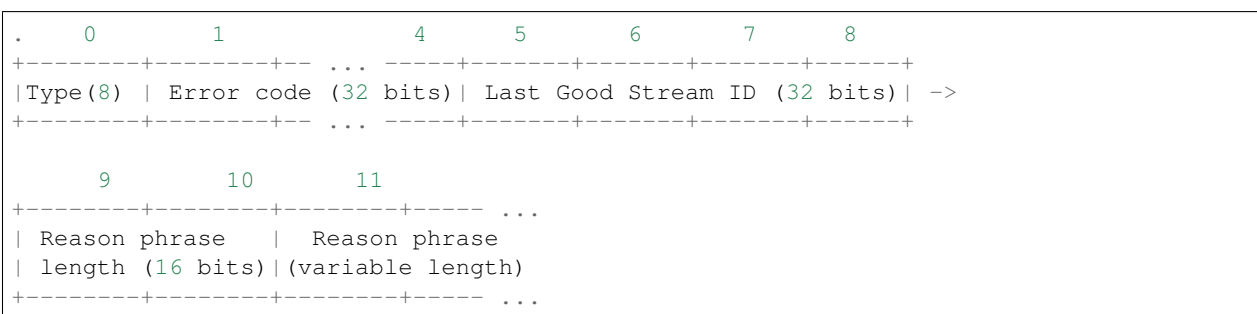 .    0        1               4      5       6       7      8
+--------+--------+-- ... -----+-------+-------+-------+------+
|Type(8) | Error code (32 bits)| Last Good Stream ID (32 bits)| ->
+--------+--------+-- ... -----+-------+-------+-------+------+
     9        10       11
+--------+--------+--------+----- ...
| Reason phrase   |  Reason phrase
| length (16 bits)|(variable length)
+--------+--------+--------+----- ...